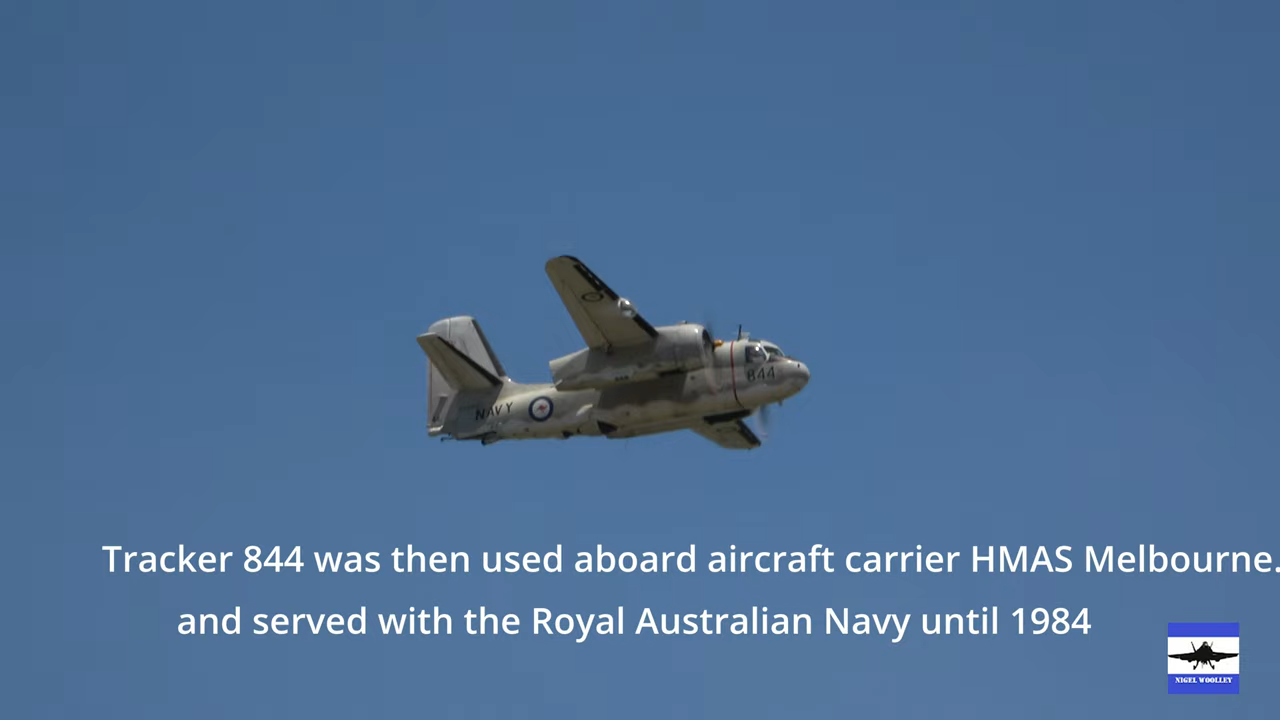 844
NAVY
Tracker 844 was then used aboard aircraft carrier HMAS Melbourne.
and served with the Royal Australian Navy until 1984
NIGEL WOOLLEY